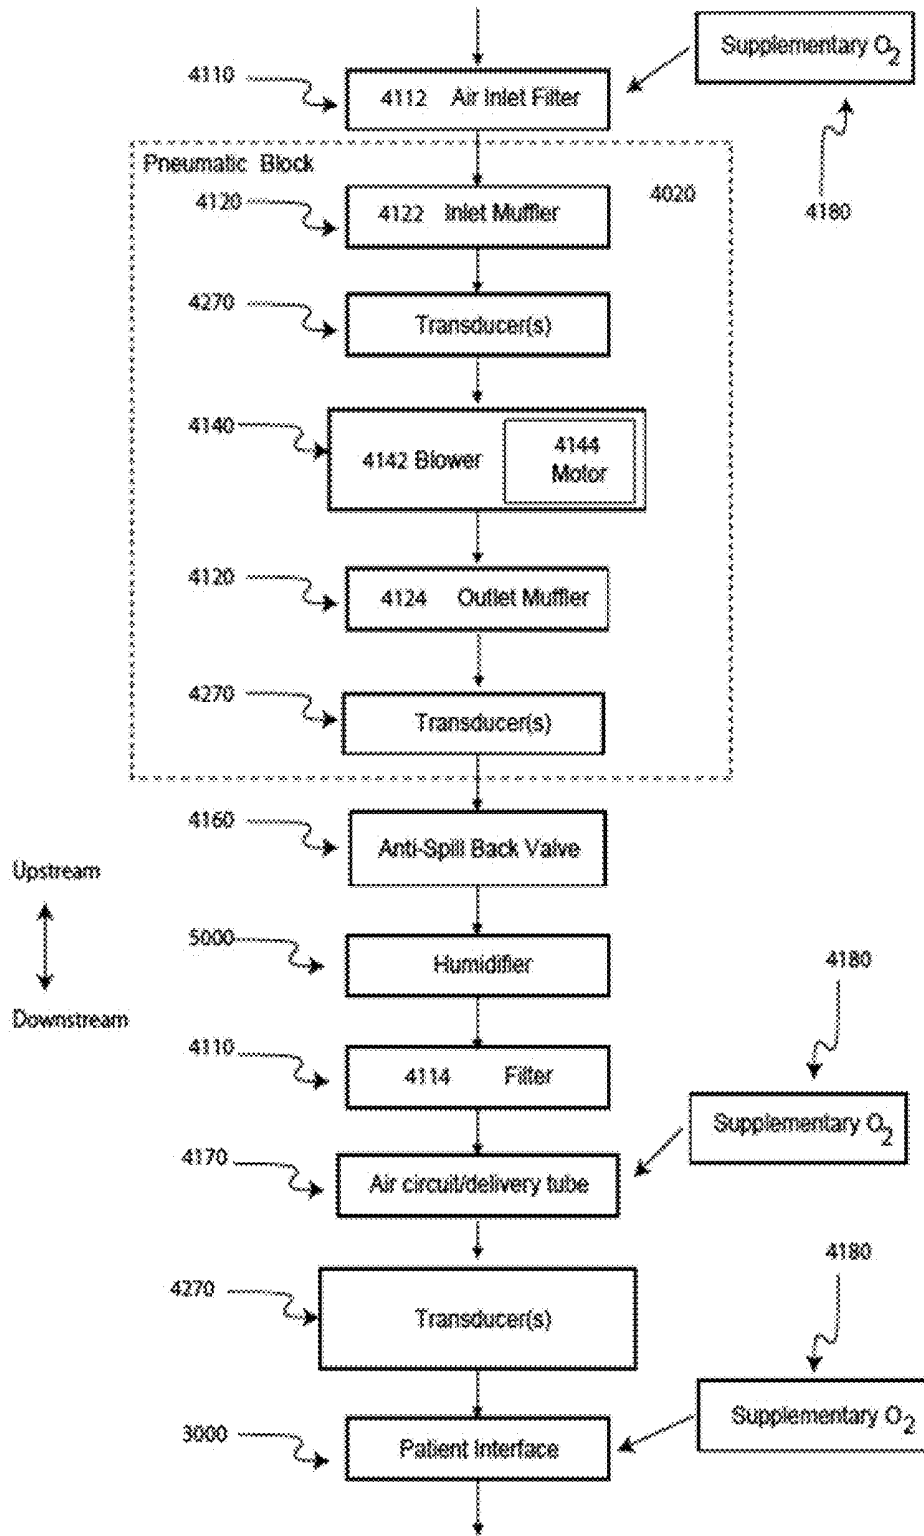 Supplementary O2
4110
4112 Air Inlet Filter
Pneumatic Block
4180
4120
4122 Inlet Muffler
4020
4270
Transducer(s)
4140
4142 Blower
4144
Motor
4120
4124 Outlet Muffler
4270
Transducer(s)
4160
Anti-Spill Back Valve
Upstream
5000
Humidifier
4180
Downstream
4110
4114 Filter
Supplementary O2
4170
Air circuit/delivery tube
4180
4270
Transducer(s)
Supplementary O2
3000
Patient Interface